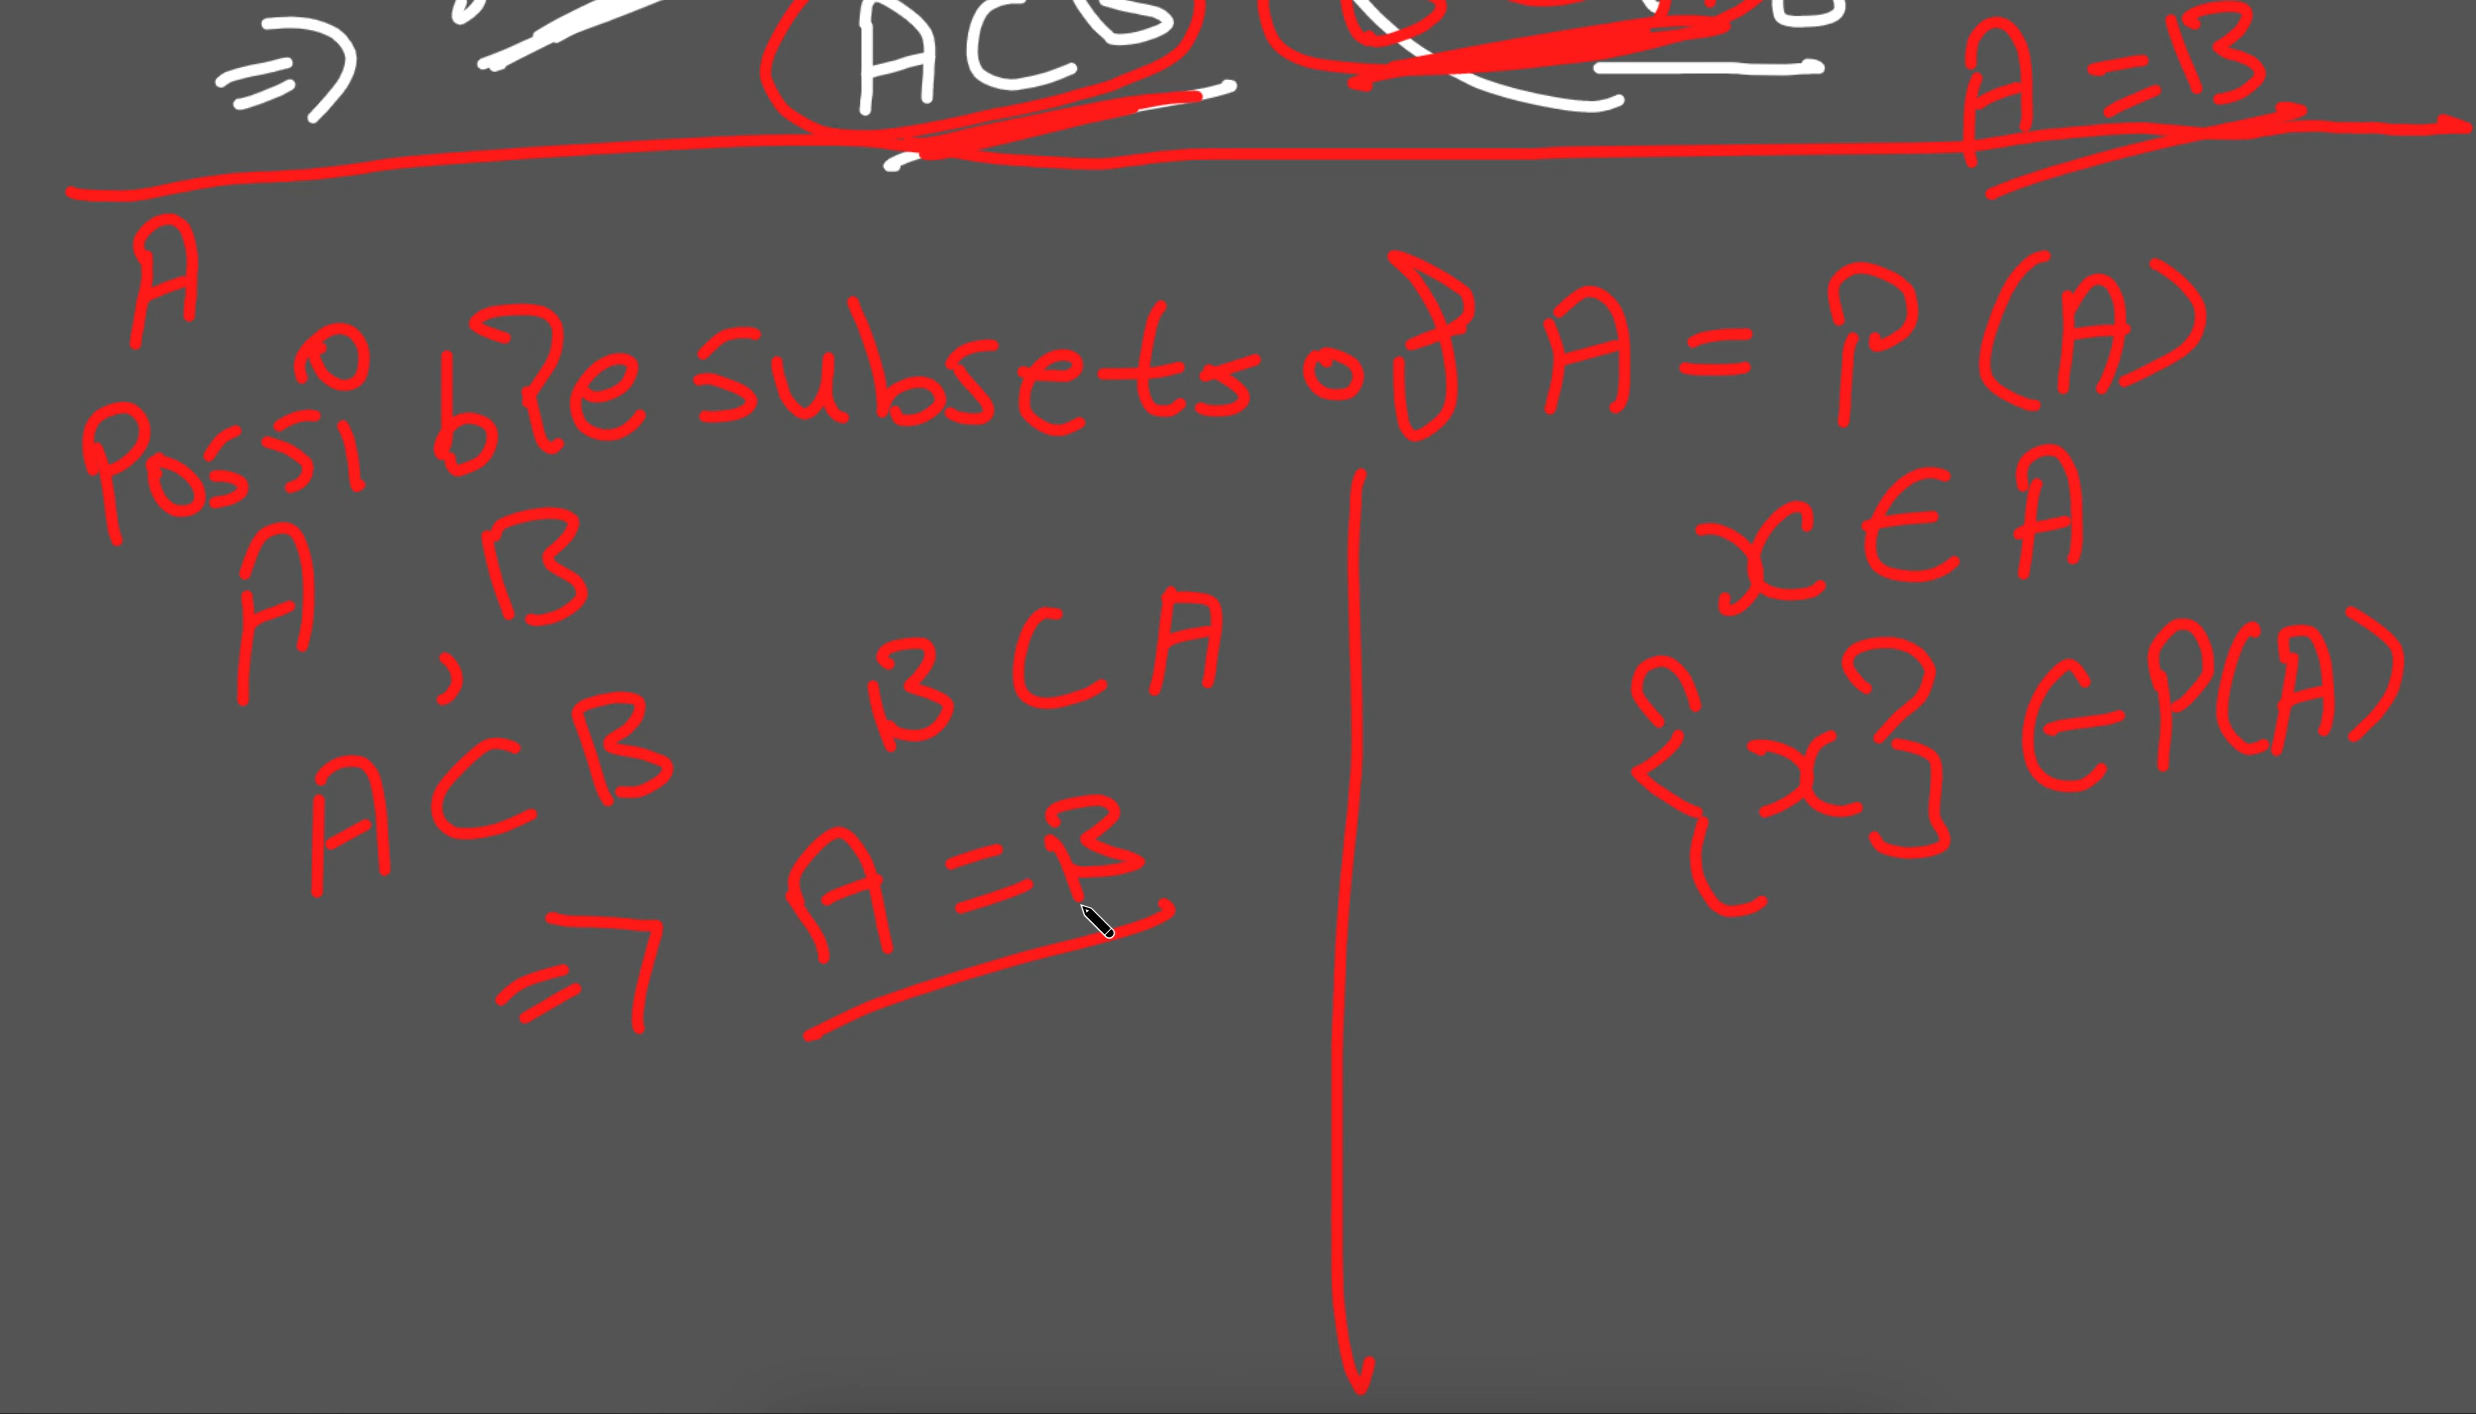 ⇒ A ⊂ B
A = B
A
Possible subsets of A = P(A)
A , B
A ⊂ B   B ⊂ A
⇒ A = B
x ∈ A
{x} ∈ P(A)